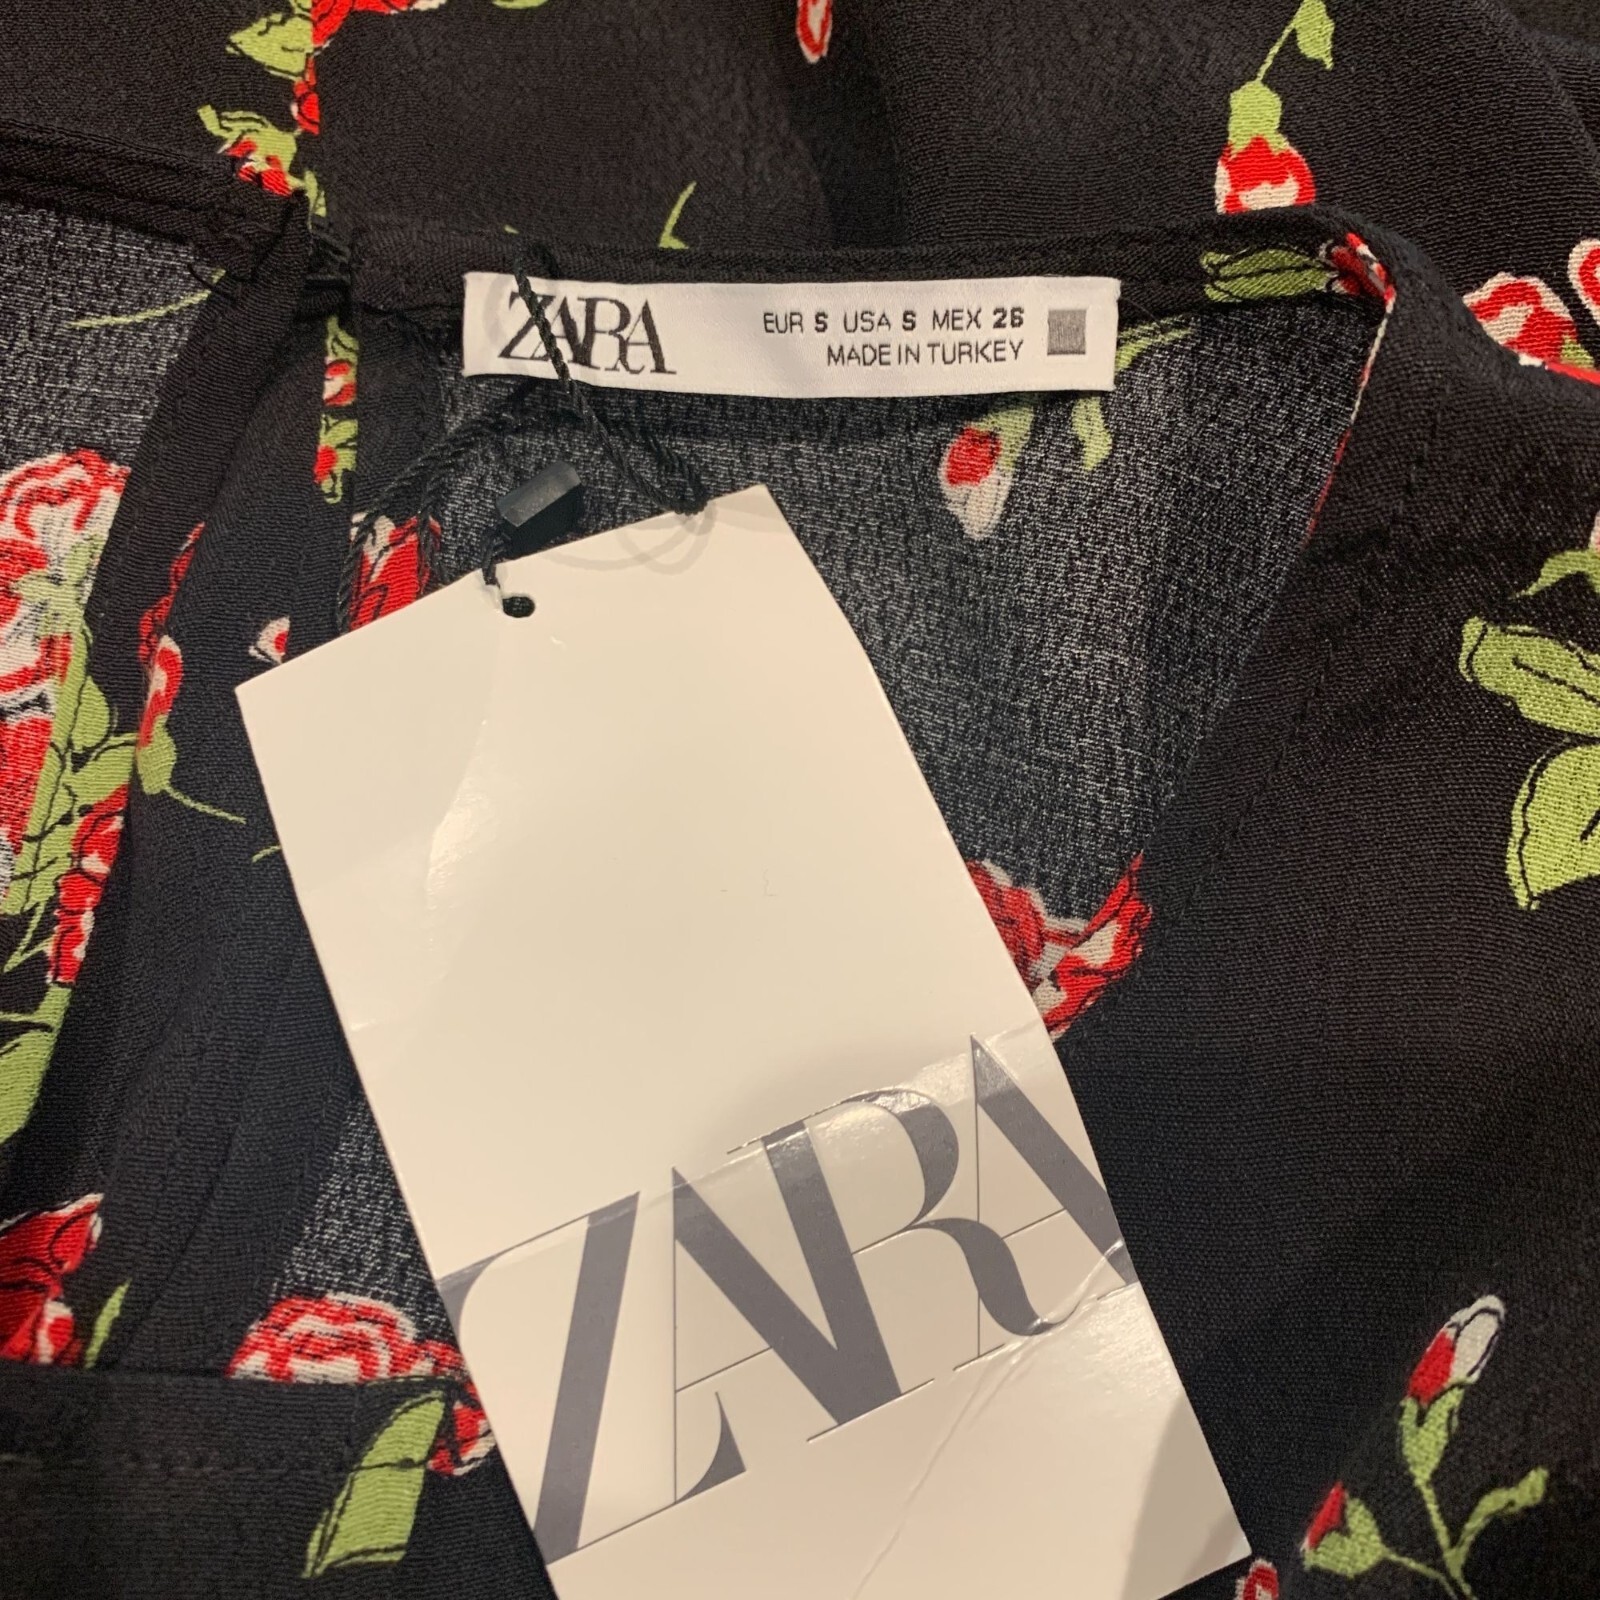 ZARA
EUR S USA S MEX 26
MADE IN TURKEY
ZARA